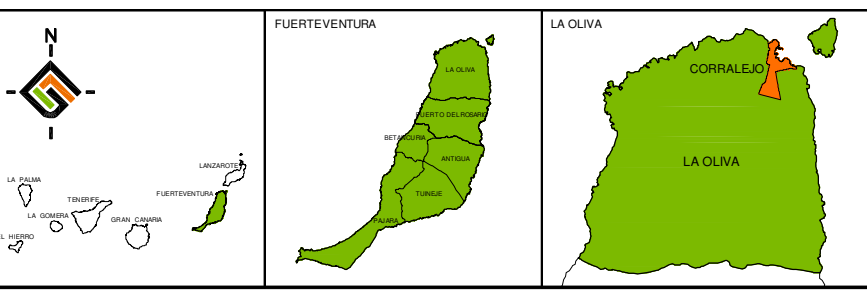 N
LANZAROTE
LA PALMA
FUERTEVENTURA
TENERIFE
LA GOMERA
GRAN CANARIA
L HIERRO
FUERTEVENTURA
LA OLIVA
PUERTO DEL ROSARIO
BETANCURIA
ANTIGUA
TUINEJE
PAJARA
LA OLIVA
CORRALEJO
LA OLIVA